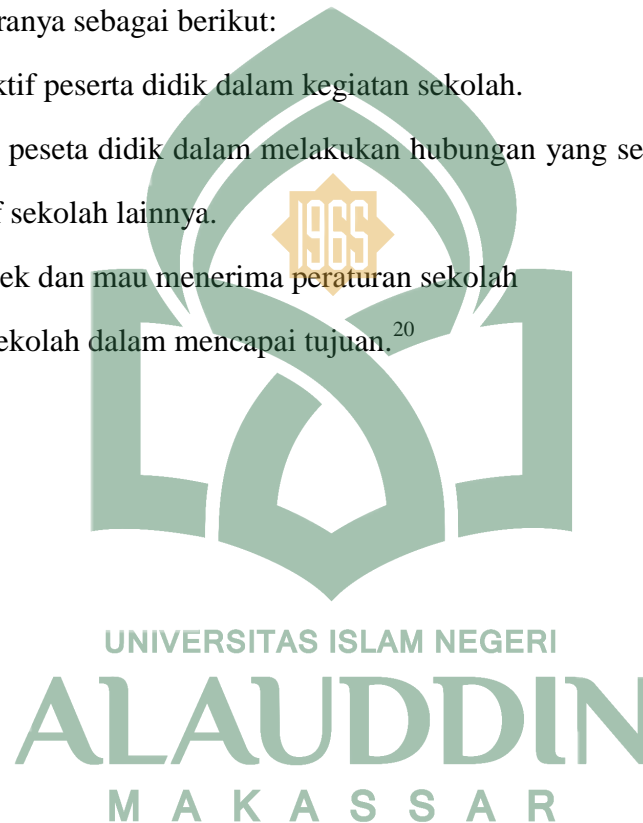 ranya sebagai berikut:
ktif peserta didik dalam kegiatan sekolah.
peseta didik dalam melakukan hubungan yang se
f sekolah lainnya.
1965
ek dan mau menerima peraturan sekolah
ekolah dalam mencapai tujuan.20
UNIVERSITAS ISLAM NEGERI
ALAUDDIN
MAKASSAR